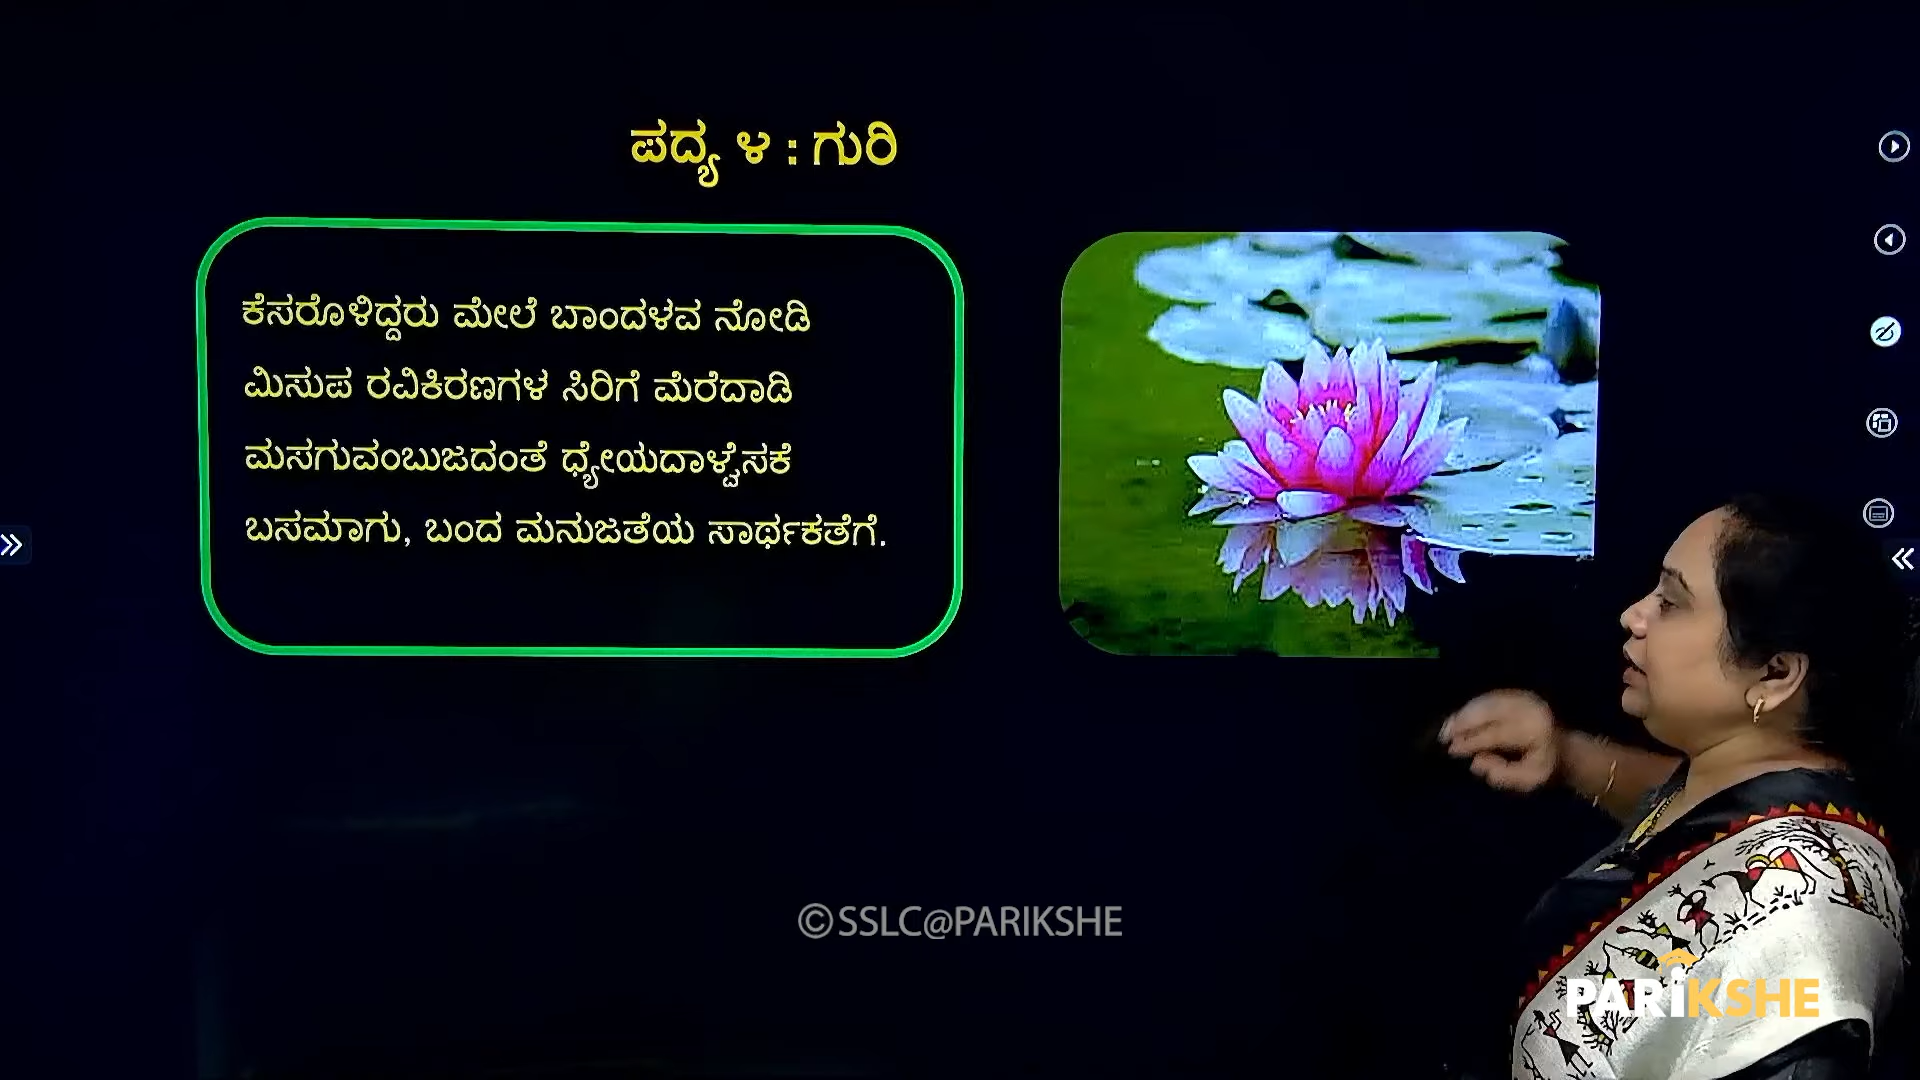 ಪದ್ಯ ೪ : ಗುರಿ
ಕೆಸರೊಳಿದ್ದರು ಮೇಲೆ ಬಾಂದಳವ ನೋಡಿ
ಮಿಸುಪ ರವಿಕಿರಣಗಳ ಸಿರಿಗೆ ಮೆರೆದಾಡಿ
ಮಸಗುವಂಬುಜದಂತೆ ಧ್ಯೇಯದಾಳ್ವೆಸಕೆ
ಬಸಮಾಗು, ಬಂದ ಮನುಜತೆಯ ಸಾರ್ಥಕತೆಗೆ.
©SSLC@PARIKSHE
PARIKSHE